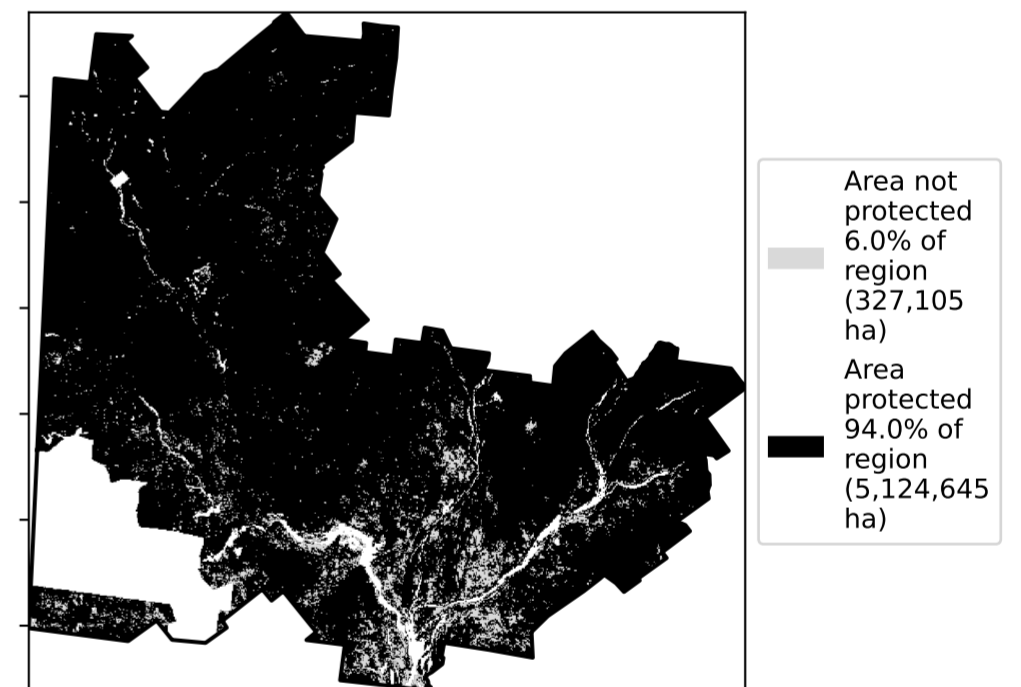 Area not
protected
6.0% of
region
(327,105
ha)
Area
protected
94.0% of
region
(5,124,645
ha)